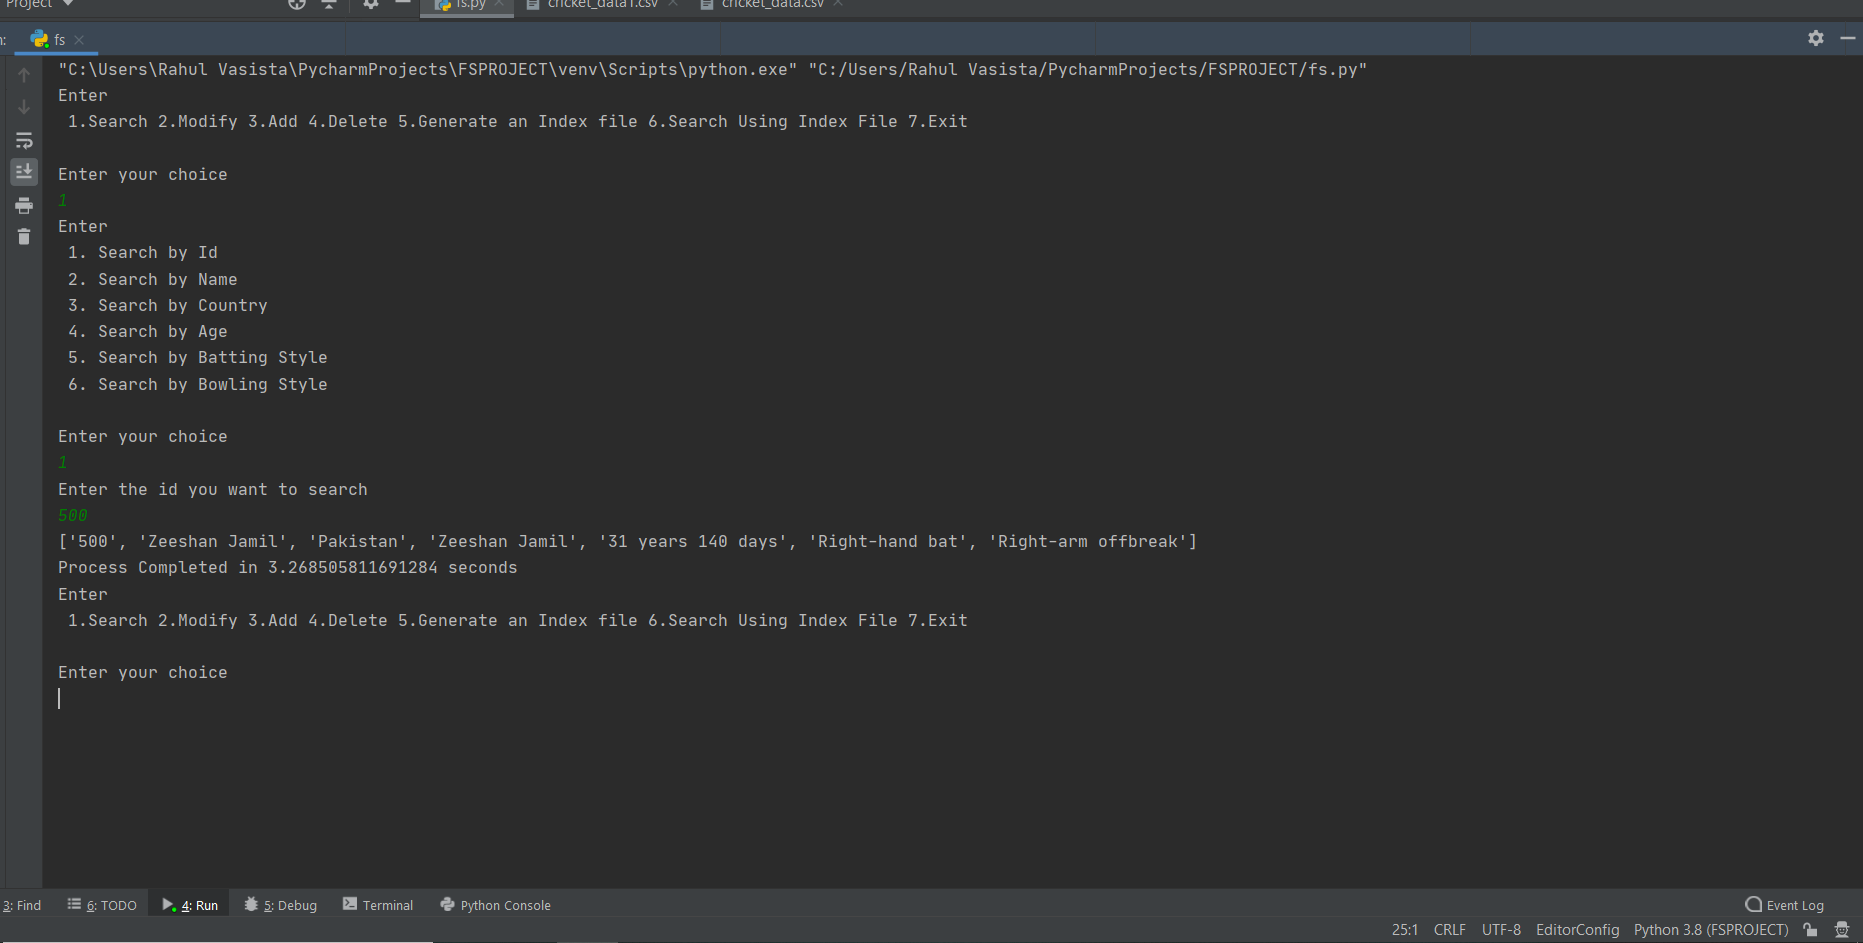 Project fs.py cricket_data1.csv cricket_data.csv
n: fs
"C:\Users\Rahul Vasista\PycharmProjects\FSPROJECT\venv\Scripts\python.exe" "C:/Users/Rahul Vasista/PycharmProjects/FSPROJECT/fs.py"
Enter
1.Search 2.Modify 3.Add 4.Delete 5.Generate an Index file 6.Search Using Index File 7.Exit
Enter your choice
1
Enter
1. Search by Id
2. Search by Name
3. Search by Country
4. Search by Age
5. Search by Batting Style
6. Search by Bowling Style
Enter your choice
1
Enter the id you want to search
500
['500', 'Zeeshan Jamil', 'Pakistan', 'Zeeshan Jamil', '31 years 140 days', 'Right-hand bat', 'Right-arm offbreak']
Process Completed in 3.268505811691284 seconds
Enter
1.Search 2.Modify 3.Add 4.Delete 5.Generate an Index file 6.Search Using Index File 7.Exit
Enter your choice
3: Find 6: TODO 4: Run 5: Debug Terminal Python Console Event Log
25:1 CRLF UTF-8 EditorConfig Python 3.8 (FSPROJECT)